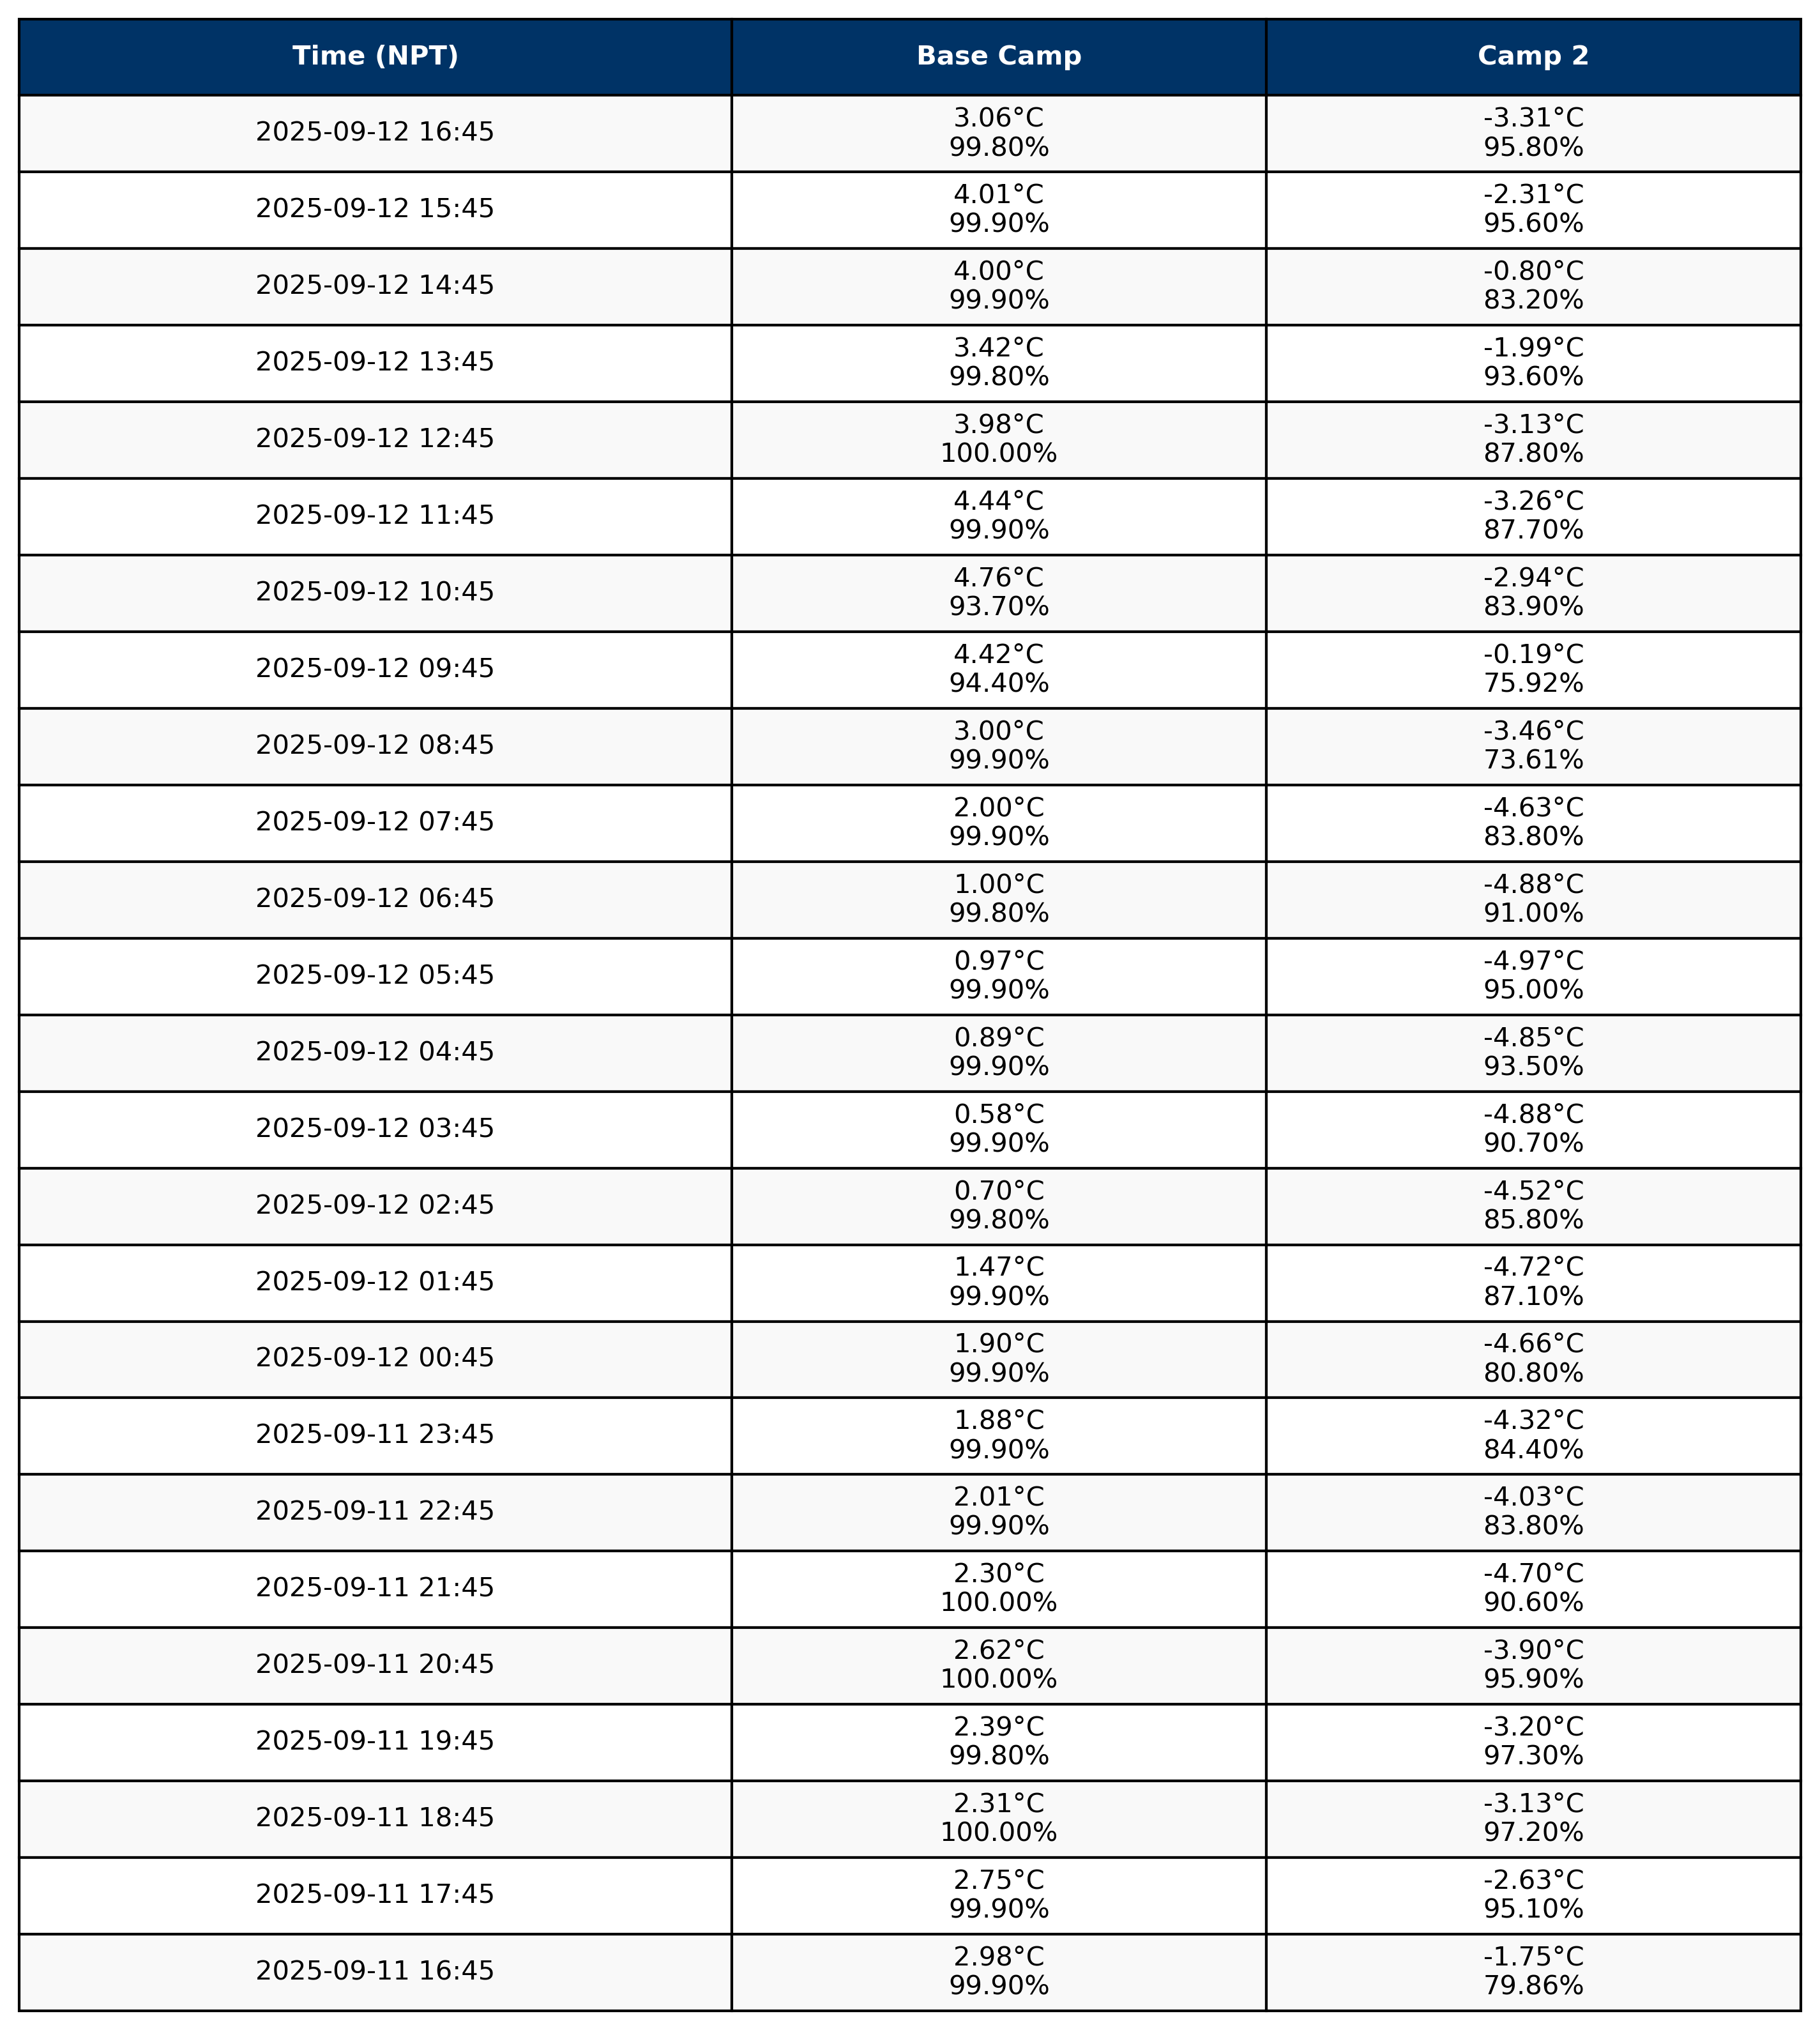 Time (NPT) Base Camp Camp 2
2025-09-12 16:45 3.06°C 99.80% -3.31°C 95.80%
2025-09-12 15:45 4.01°C 99.90% -2.31°C 95.60%
2025-09-12 14:45 4.00°C 99.90% -0.80°C 83.20%
2025-09-12 13:45 3.42°C 99.80% -1.99°C 93.60%
2025-09-12 12:45 3.98°C 100.00% -3.13°C 87.80%
2025-09-12 11:45 4.44°C 99.90% -3.26°C 87.70%
2025-09-12 10:45 4.76°C 93.70% -2.94°C 83.90%
2025-09-12 09:45 4.42°C 94.40% -0.19°C 75.92%
2025-09-12 08:45 3.00°C 99.90% -3.46°C 73.61%
2025-09-12 07:45 2.00°C 99.90% -4.63°C 83.80%
2025-09-12 06:45 1.00°C 99.80% -4.88°C 91.00%
2025-09-12 05:45 0.97°C 99.90% -4.97°C 95.00%
2025-09-12 04:45 0.89°C 99.90% -4.85°C 93.50%
2025-09-12 03:45 0.58°C 99.90% -4.88°C 90.70%
2025-09-12 02:45 0.70°C 99.80% -4.52°C 85.80%
2025-09-12 01:45 1.47°C 99.90% -4.72°C 87.10%
2025-09-12 00:45 1.90°C 99.90% -4.66°C 80.80%
2025-09-11 23:45 1.88°C 99.90% -4.32°C 84.40%
2025-09-11 22:45 2.01°C 99.90% -4.03°C 83.80%
2025-09-11 21:45 2.30°C 100.00% -4.70°C 90.60%
2025-09-11 20:45 2.62°C 100.00% -3.90°C 95.90%
2025-09-11 19:45 2.39°C 99.80% -3.20°C 97.30%
2025-09-11 18:45 2.31°C 100.00% -3.13°C 97.20%
2025-09-11 17:45 2.75°C 99.90% -2.63°C 95.10%
2025-09-11 16:45 2.98°C 99.90% -1.75°C 79.86%